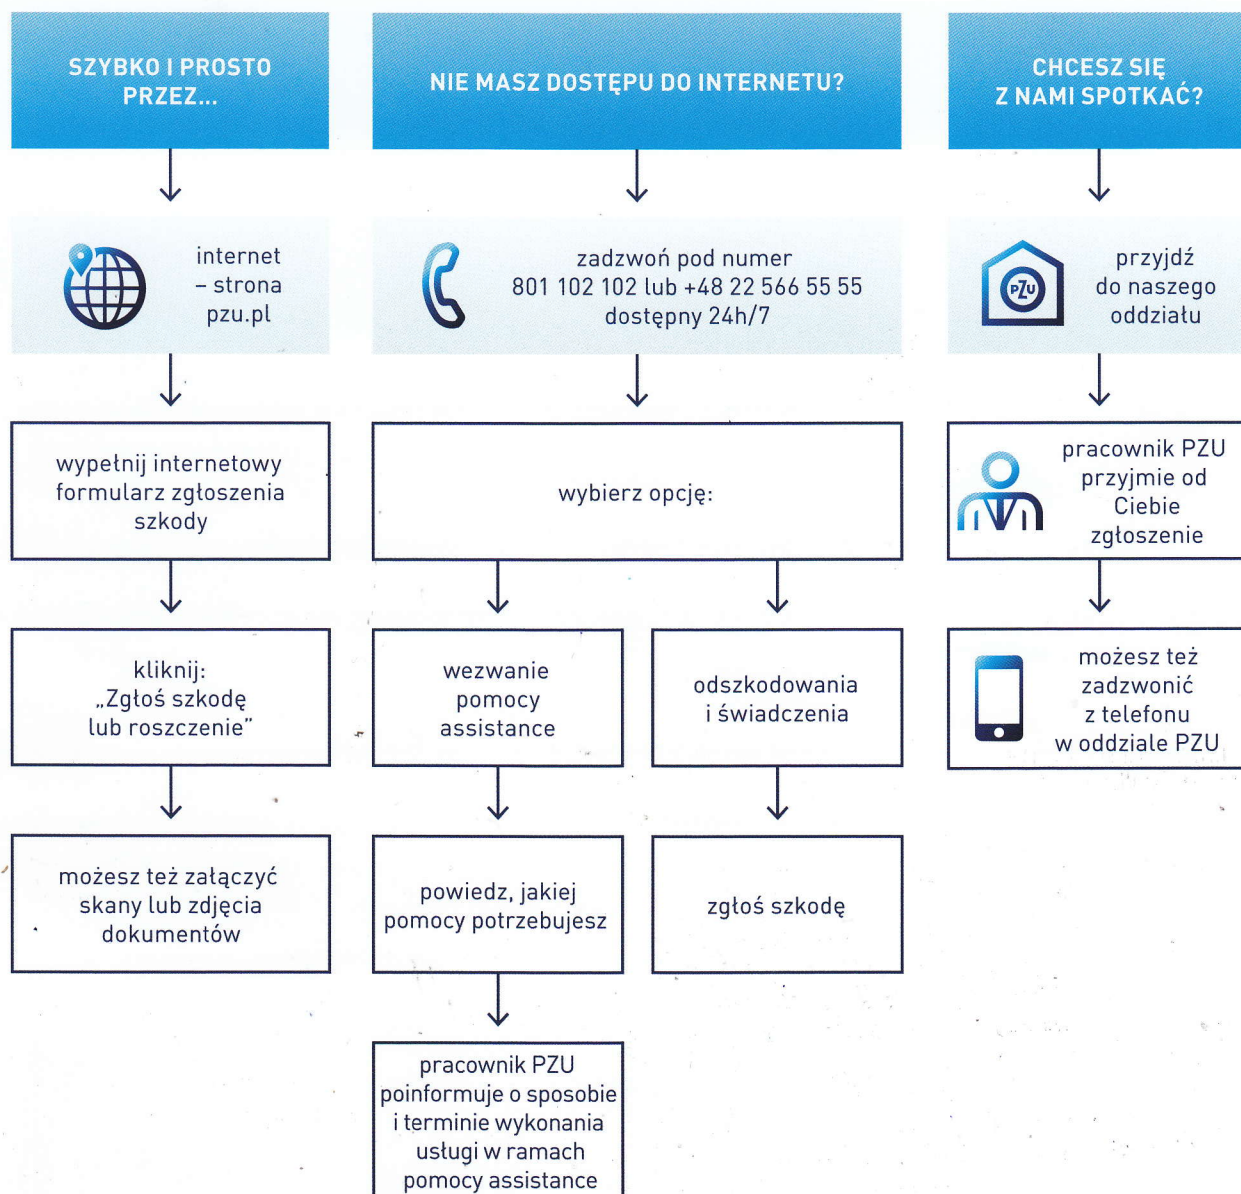 SZYBKO I PROSTO
PRZEZ...
internet
– strona
pzu.pl
wypełnij internetowy
formularz zgłoszenia
szkody
kliknij:
„Zgłoś szkodę
lub roszczenie”
możesz też załączyć
skany lub zdjęcia
dokumentów
NIE MASZ DOSTĘPU DO INTERNETU?
zadzwoń pod numer
801 102 102 lub +48 22 566 55 55
dostępny 24h/7
wybierz opcję:
wezwanie
pomocy
assistance
powiedz, jakiej
pomocy potrzebujesz
pracownik PZU
poinformuje o sposobie
i terminie wykonania
usługi w ramach
pomocy assistance
odszkodowania
i świadczenia
zgłoś szkodę
CHCESZ SIĘ
Z NAMI SPOTKAĆ?
PZU
przyjdź
do naszego
oddziału
pracownik PZU
przyjmie od
Ciebie
zgłoszenie
możesz też
zadzwonić
z telefonu
w oddziale PZU